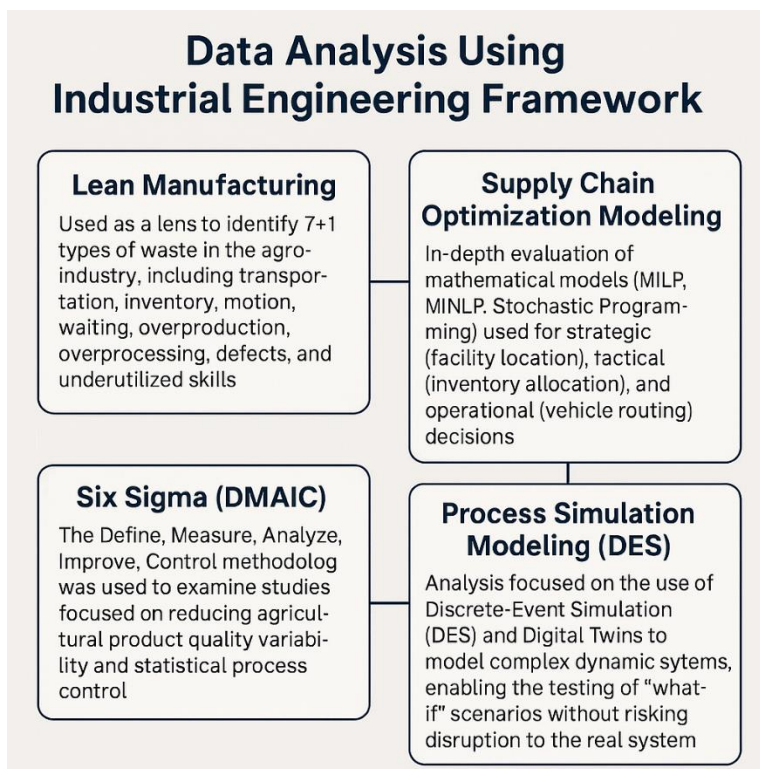 Data Analysis Using
Industrial Engineering Framework
Lean Manufacturing
Used as a lens to identify 7+1
types of waste in the agro-
industry, including transpor-
tation, inventory, motion,
waiting, overproduction,
overprocessing, defects, and
underutilized skills
Supply Chain
Optimization Modeling
In-depth evaluation of
mathematical models (MILP,
MINLP. Stochastic Program-
ming) used for strategic
(facility location), tactical
(inventory allocation), and
operational (vehicle routing)
decisions
Six Sigma (DMAIC)
The Define, Measure, Analyze,
Improve, Control methodolog
was used to examine studies
focused on reducing agricul-
tural product quality variabi-
lity and statistical process
control
Process Simulation
Modeling (DES)
Analysis focused on the use of
Discrete-Event Simulation
(DES) and Digital Twins to
model complex dynamic sytems,
enabling the testing of “what-
if” scenarios without risking
disruption to the real system